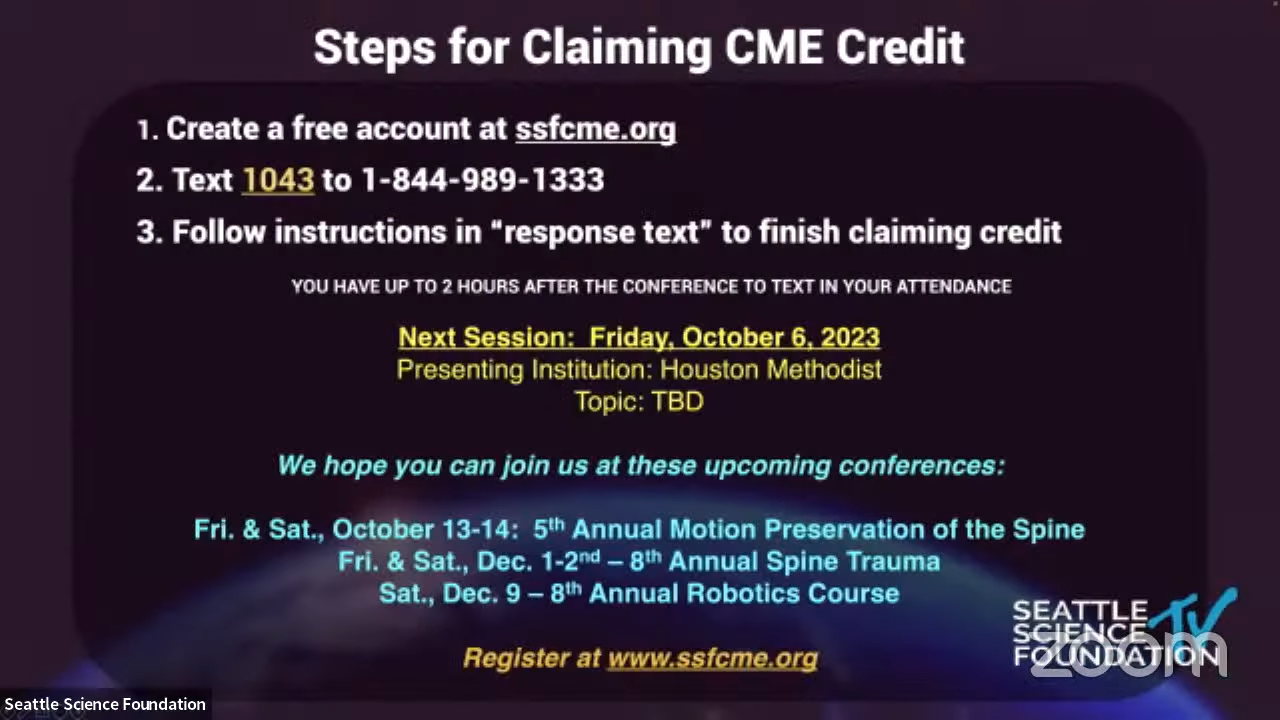 Steps for Claiming CME Credit
1. Create a free account at ssfcme.org
2. Text 1043 to 1-844-989-1333
3. Follow instructions in “response text” to finish claiming credit
YOU HAVE UP TO 2 HOURS AFTER THE CONFERENCE TO TEXT IN YOUR ATTENDANCE
Next Session: Friday, October 6, 2023
Presenting Institution: Houston Methodist
Topic: TBD
We hope you can join us at these upcoming conferences:
Fri. & Sat., October 13-14: 5th Annual Motion Preservation of the Spine
Fri. & Sat., Dec. 1-2nd – 8th Annual Spine Trauma
Sat., Dec. 9 – 8th Annual Robotics Course
Register at www.ssfcme.org
SEATTLE
SCIENCE TV
FOUNDATION
zoom
Seattle Science Foundation